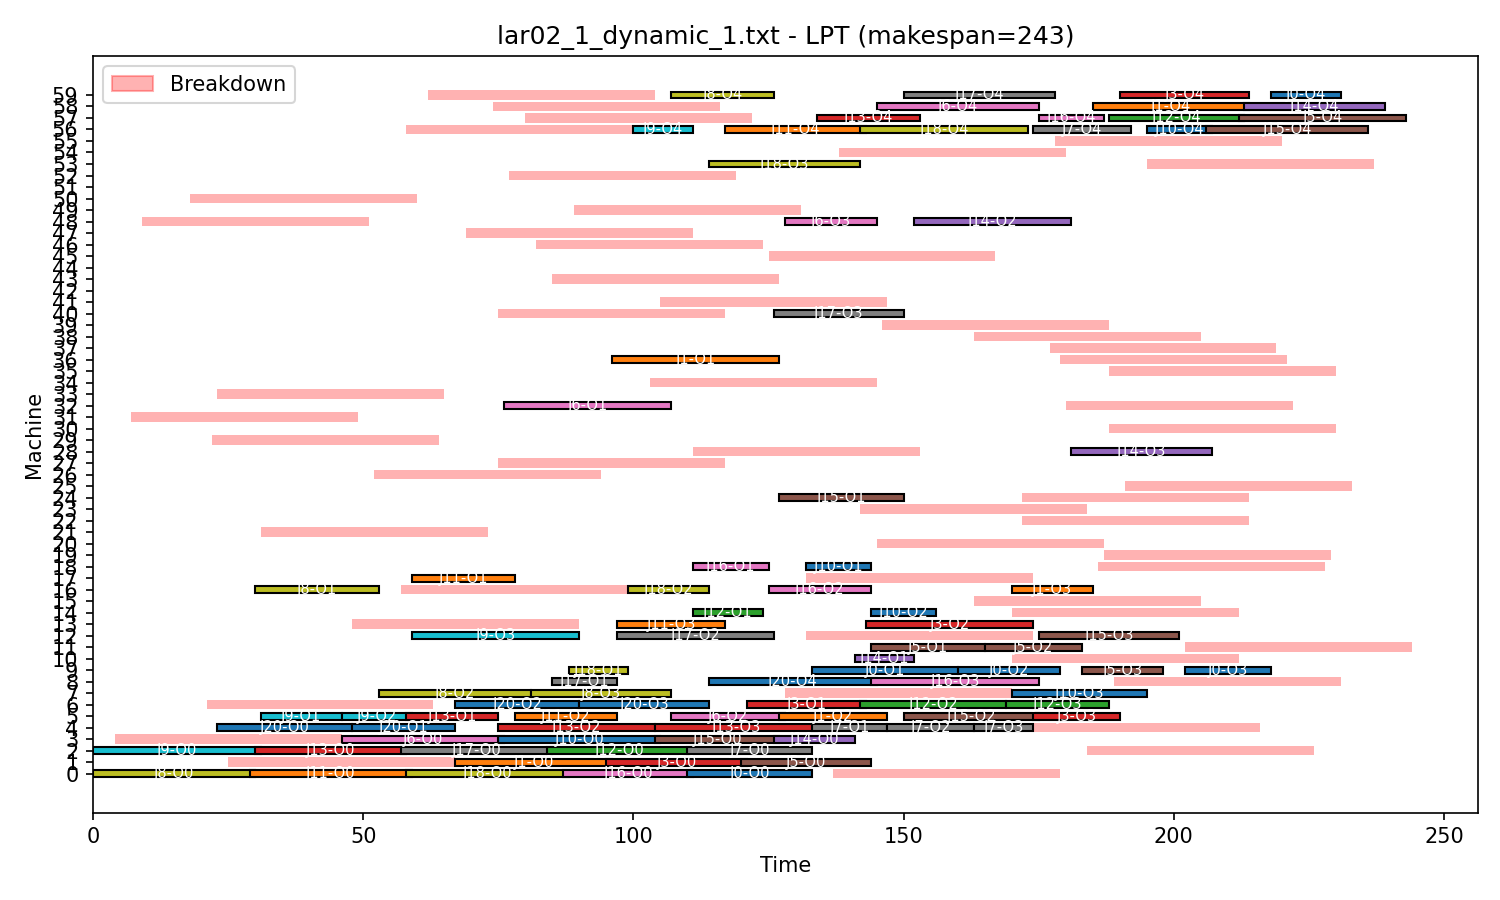 lar02_1_dynamic_1.txt - LPT (makespan=243)
Breakdown
Machine
59 J8-O4 J17-O4 J3-O4 J0-O4
58 J6-O4 J1-O4 J14-O4
57 J13-O4 J16-O4 J12-O4 J5-O4
56 J9-O4 J11-O4 J18-O4 J7-O4 J10-O4 J15-O4
55
54
53 J18-O3
52
51
50
49
48 J6-O3 J14-O2
47
46
45
44
43
42
41
40 J17-O3
39
38
37
36 J1-O1
35
34
33
32 J6-O1
31
30
29
28 J14-O3
27
26
25
24 J15-O1
23
22
21
20
19
18 J16-O1 J10-O1
17 J11-O1
16 J8-O1 J18-O2 J16-O2 J1-O3
15
14 J12-O1 J10-O2
13 J11-O3 J3-O2
12 J9-O3 J17-O2 J15-O3
11 J5-O1 J5-O2
10 J14-O1
9 J18-O1 J0-O1 J0-O2 J5-O3 J0-O3
8 J17-O1 J20-O4 J16-O3
7 J8-O2 J8-O3 J10-O3
6 J20-O2 J20-O3 J3-O1 J12-O2 J12-O3
5 J9-O1 J9-O2 J13-O1 J11-O2 J6-O2 J1-O2 J15-O2 J3-O3
4 J20-O0 J20-O1 J13-O2 J13-O3 J7-O1 J7-O2 J7-O3
3 J6-O0 J10-O0 J15-O0 J14-O0
2 J9-O0 J13-O0 J17-O0 J12-O0 J7-O0
1 J1-O0 J3-O0 J5-O0
0 J8-O0 J11-O0 J18-O0 J16-O0 J0-O0
0 50 100 150 200 250
Time